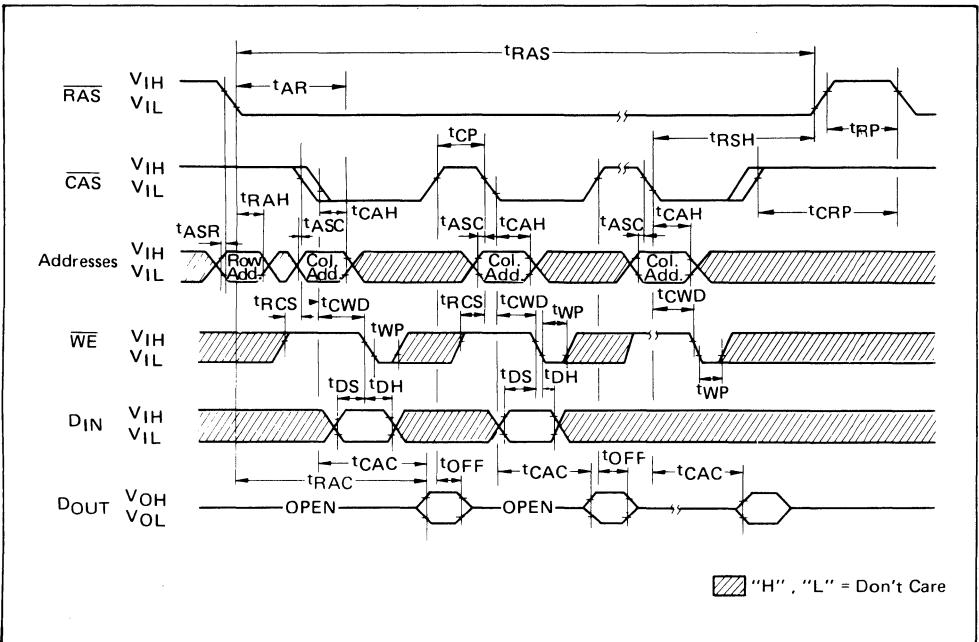 tRAS
RAS VIH VIL tAR tRSH tRP
CAS VIH VIL tCP tCRP
tRAH tASC tCAH tASC tCAH tASC tCAH
tASR
Addresses VIH VIL Row Add. Col. Add. Col. Add. Col. Add.
tRCS tCWD tWP tRCS tCWD tWP tCWD
WE VIH VIL
tDS tDH tDS tDH tWP
DIN VIH VIL
tCAC tOFF tCAC tOFF tCAC
tRAC
DOUT VOH VOL OPEN OPEN
"H", "L" = Don't Care